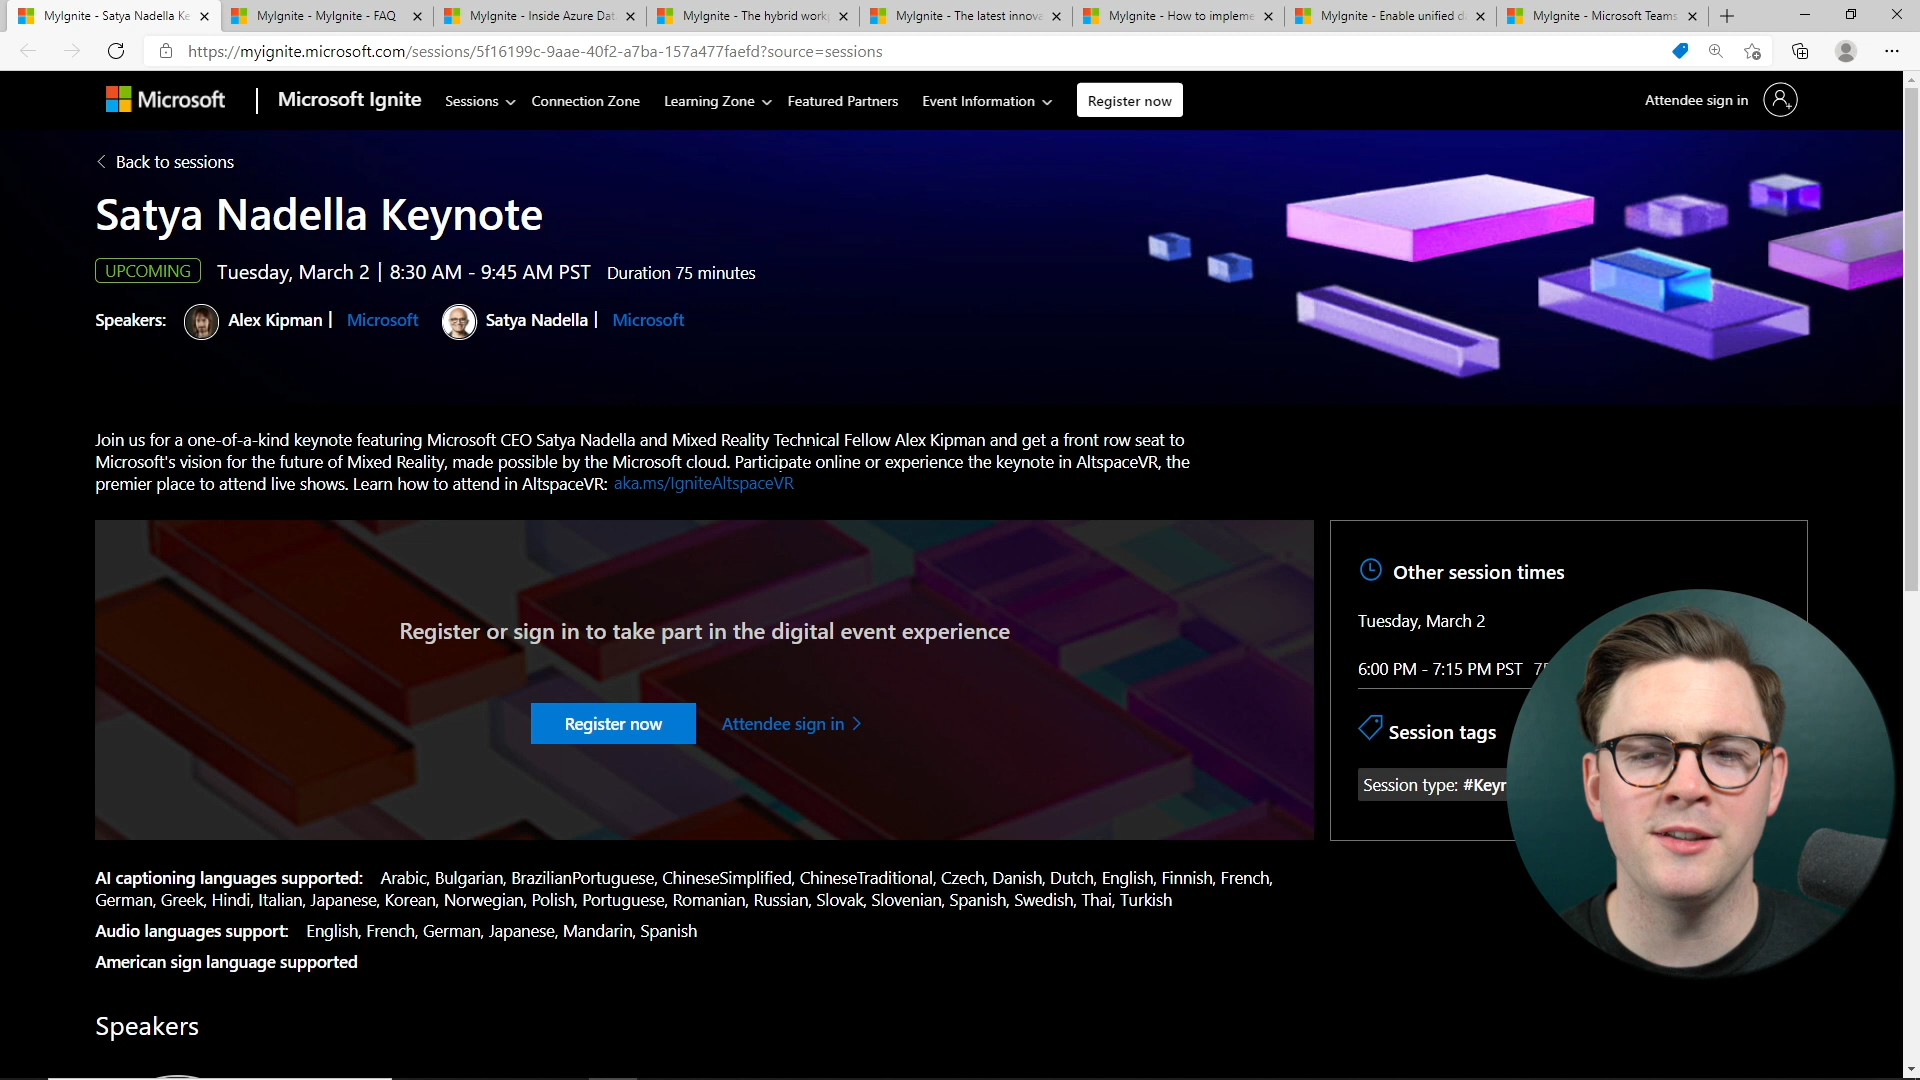 MyIgnite - Satya Nadella Ke
MyIgnite - MyIgnite - FAQ
MyIgnite - Inside Azure Dat
MyIgnite - The hybrid work
MyIgnite - The latest innova
MyIgnite - How to impleme
MyIgnite - Enable unified d
MyIgnite - Microsoft Teams
https://myignite.microsoft.com/sessions/5f16199c-9aae-40f2-a7ba-157a477faefd?source=sessions
Microsoft
Microsoft Ignite
Sessions
Connection Zone
Learning Zone
Featured Partners
Event Information
Register now
Attendee sign in
Back to sessions
Satya Nadella Keynote
UPCOMING Tuesday, March 2 | 8:30 AM - 9:45 AM PST Duration 75 minutes
Speakers: Alex Kipman | Microsoft Satya Nadella | Microsoft
Join us for a one-of-a-kind keynote featuring Microsoft CEO Satya Nadella and Mixed Reality Technical Fellow Alex Kipman and get a front row seat to
Microsoft's vision for the future of Mixed Reality, made possible by the Microsoft cloud. Participate online or experience the keynote in AltspaceVR, the
premier place to attend live shows. Learn how to attend in AltspaceVR: aka.ms/IgniteAltspaceVR
Register or sign in to take part in the digital event experience
Register now
Attendee sign in
Other session times
Tuesday, March 2
6:00 PM - 7:15 PM PST
Session tags
Session type: #Keyr
AI captioning languages supported: Arabic, Bulgarian, BrazilianPortuguese, ChineseSimplified, ChineseTraditional, Czech, Danish, Dutch, English, Finnish, French,
German, Greek, Hindi, Italian, Japanese, Korean, Norwegian, Polish, Portuguese, Romanian, Russian, Slovak, Slovenian, Spanish, Swedish, Thai, Turkish
Audio languages support: English, French, German, Japanese, Mandarin, Spanish
American sign language supported
Speakers